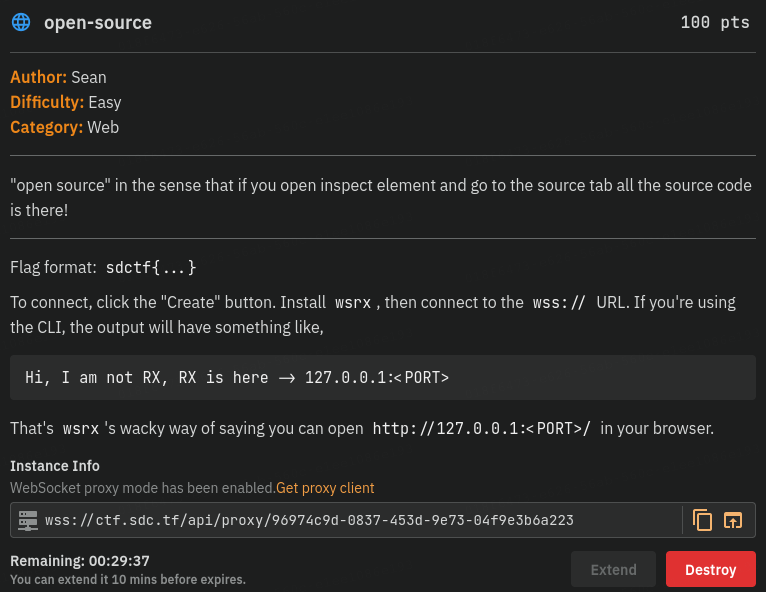 open-source 100 pts
Author: Sean
Difficulty: Easy
Category: Web
"open source" in the sense that if you open inspect element and go to the source tab all the source code
is there!
Flag format: sdctf{...}
To connect, click the "Create" button. Install wsrx , then connect to the wss:// URL. If you're using
the CLI, the output will have something like,
Hi, I am not RX, RX is here -> 127.0.0.1:<PORT>
That's wsrx 's wacky way of saying you can open http://127.0.0.1:<PORT>/ in your browser.
Instance Info
WebSocket proxy mode has been enabled.Get proxy client
wss://ctf.sdc.tf/api/proxy/96974c9d-0837-453d-9e73-04f9e3b6a223
Remaining: 00:29:37
You can extend it 10 mins before expires.
Extend
Destroy